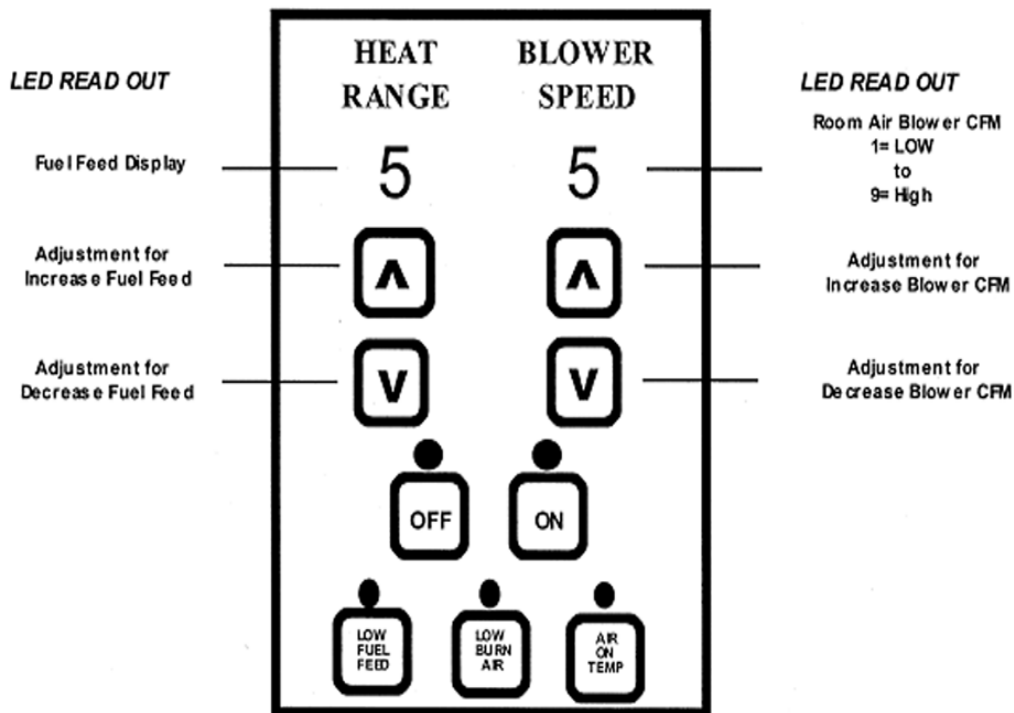 HEAT
RANGE
BLOWER
SPEED
LED READ OUT
LED READ OUT
Fuel Feed Display
5
5
Room Air Blower CFM
1= LOW
to
9= High
Adjustment for
Increase Fuel Feed
∧
∧
Adjustment for
Increase Blower CFM
Adjustment for
Decrease Fuel Feed
∨
∨
Adjustment for
Decrease Blower CFM
OFF
ON
LOW
FUEL
FEED
LOW
BURN
AIR
AIR
ON
TEMP